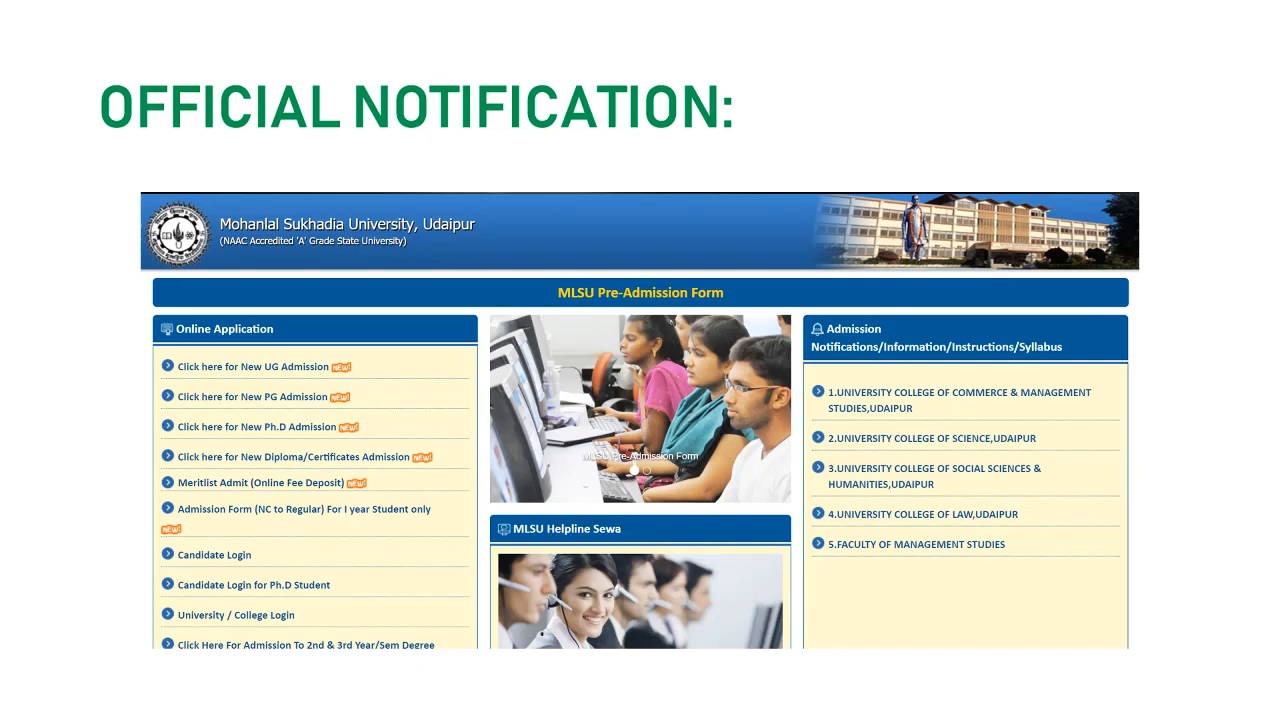 OFFICIAL NOTIFICATION:
Mohanlal Sukhadia University, Udaipur
(NAAC Accredited 'A' Grade State University)
MLSU Pre-Admission Form
Online Application
Click here for New UG Admission NEW!
Click here for New PG Admission NEW!
Click here for New Ph.D Admission NEW!
Click here for New Diploma/Certificates Admission NEW!
Meritlist Admit (Online Fee Deposit) NEW!
Admission Form (NC to Regular) For I year Student only
NEW!
Candidate Login
Candidate Login for Ph.D Student
University / College Login
Click Here For Admission To 2nd & 3rd Year/Sem Degree
MLSU Pre-Admission Form
MLSU Helpline Sewa
Admission
Notifications/Information/Instructions/Syllabus
1.UNIVERSITY COLLEGE OF COMMERCE & MANAGEMENT
STUDIES,UDAIPUR
2.UNIVERSITY COLLEGE OF SCIENCE,UDAIPUR
3.UNIVERSITY COLLEGE OF SOCIAL SCIENCES &
HUMANITIES,UDAIPUR
4.UNIVERSITY COLLEGE OF LAW,UDAIPUR
5.FACULTY OF MANAGEMENT STUDIES